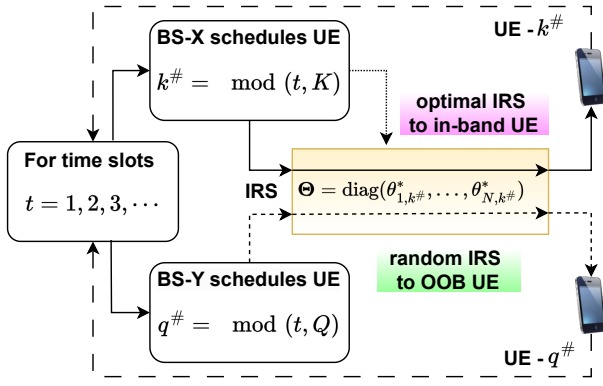 BS-X schedules UE
k^# = mod (t, K)
UE - k^#
optimal IRS
to in-band UE
For time slots
t = 1, 2, 3, ⋯
IRS
Θ = diag(θ*_{1,k^#}, …, θ*_{N,k^#})
random IRS
to OOB UE
BS-Y schedules UE
q^# = mod (t, Q)
UE - q^#